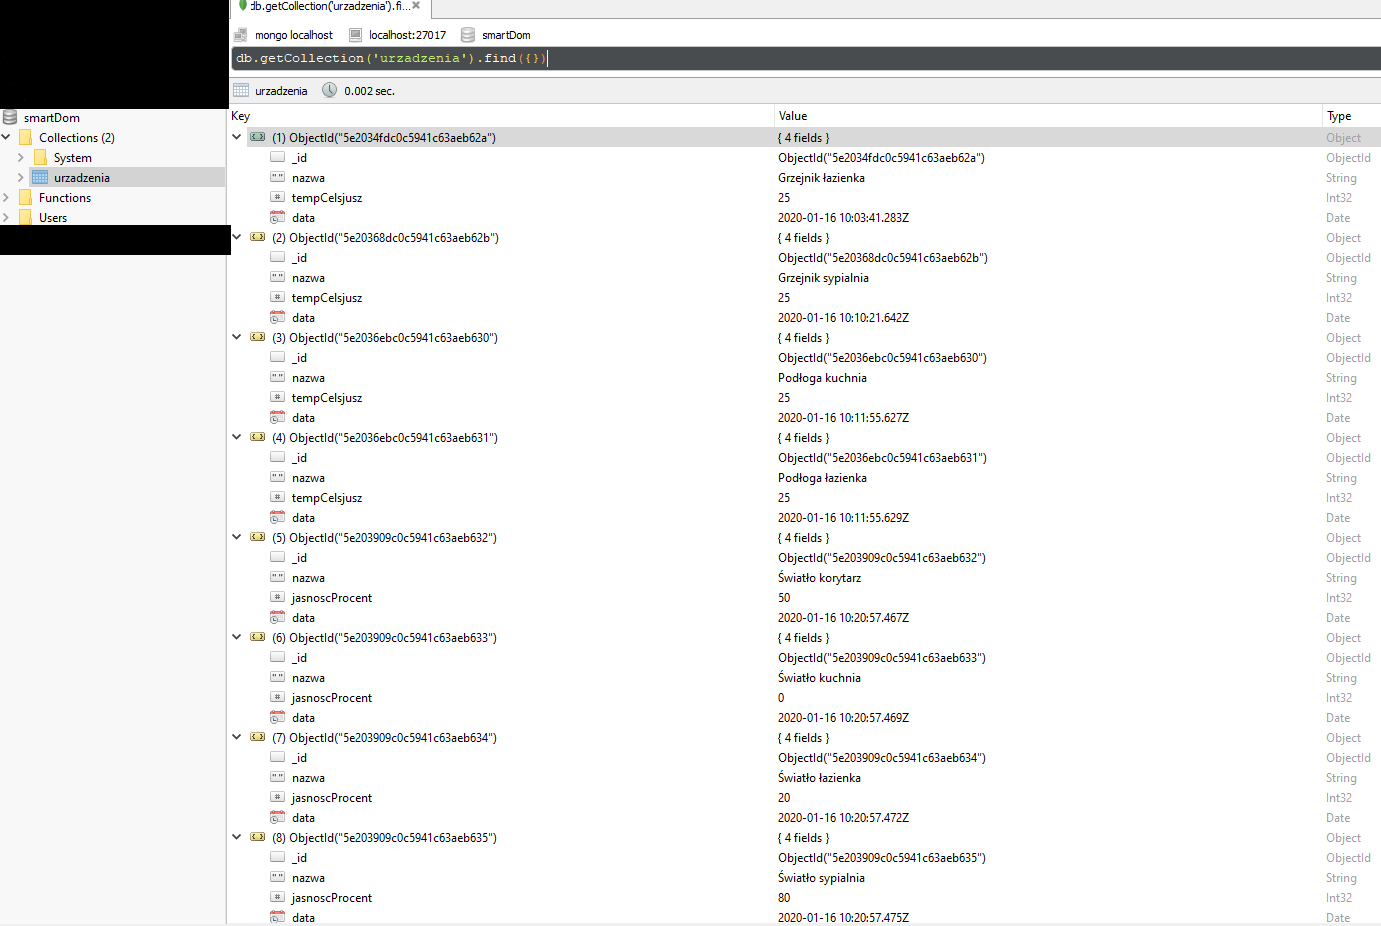 db.getCollection('urzadzenia').fi...
mongo localhost localhost:27017 smartDom
db.getCollection('urzadzenia').find({})
urzadzenia 0.002 sec.
smartDom
Collections (2)
System
urzadzenia
Functions
Users
Key Value Type
(1) ObjectId("5e2034fdc0c5941c63aeb62a") { 4 fields } Object
_id ObjectId("5e2034fdc0c5941c63aeb62a") ObjectId
nazwa Grzejnik łazienka String
tempCelsjusz 25 Int32
data 2020-01-16 10:03:41.283Z Date
(2) ObjectId("5e20368dc0c5941c63aeb62b") { 4 fields } Object
_id ObjectId("5e20368dc0c5941c63aeb62b") ObjectId
nazwa Grzejnik sypialnia String
tempCelsjusz 25 Int32
data 2020-01-16 10:10:21.642Z Date
(3) ObjectId("5e2036ebc0c5941c63aeb630") { 4 fields } Object
_id ObjectId("5e2036ebc0c5941c63aeb630") ObjectId
nazwa Podłoga kuchnia String
tempCelsjusz 25 Int32
data 2020-01-16 10:11:55.627Z Date
(4) ObjectId("5e2036ebc0c5941c63aeb631") { 4 fields } Object
_id ObjectId("5e2036ebc0c5941c63aeb631") ObjectId
nazwa Podłoga łazienka String
tempCelsjusz 25 Int32
data 2020-01-16 10:11:55.629Z Date
(5) ObjectId("5e203909c0c5941c63aeb632") { 4 fields } Object
_id ObjectId("5e203909c0c5941c63aeb632") ObjectId
nazwa Światło korytarz String
jasnoscProcent 50 Int32
data 2020-01-16 10:20:57.467Z Date
(6) ObjectId("5e203909c0c5941c63aeb633") { 4 fields } Object
_id ObjectId("5e203909c0c5941c63aeb633") ObjectId
nazwa Światło kuchnia String
jasnoscProcent 0 Int32
data 2020-01-16 10:20:57.469Z Date
(7) ObjectId("5e203909c0c5941c63aeb634") { 4 fields } Object
_id ObjectId("5e203909c0c5941c63aeb634") ObjectId
nazwa Światło łazienka String
jasnoscProcent 20 Int32
data 2020-01-16 10:20:57.472Z Date
(8) ObjectId("5e203909c0c5941c63aeb635") { 4 fields } Object
_id ObjectId("5e203909c0c5941c63aeb635") ObjectId
nazwa Światło sypialnia String
jasnoscProcent 80 Int32
data 2020-01-16 10:20:57.475Z Date